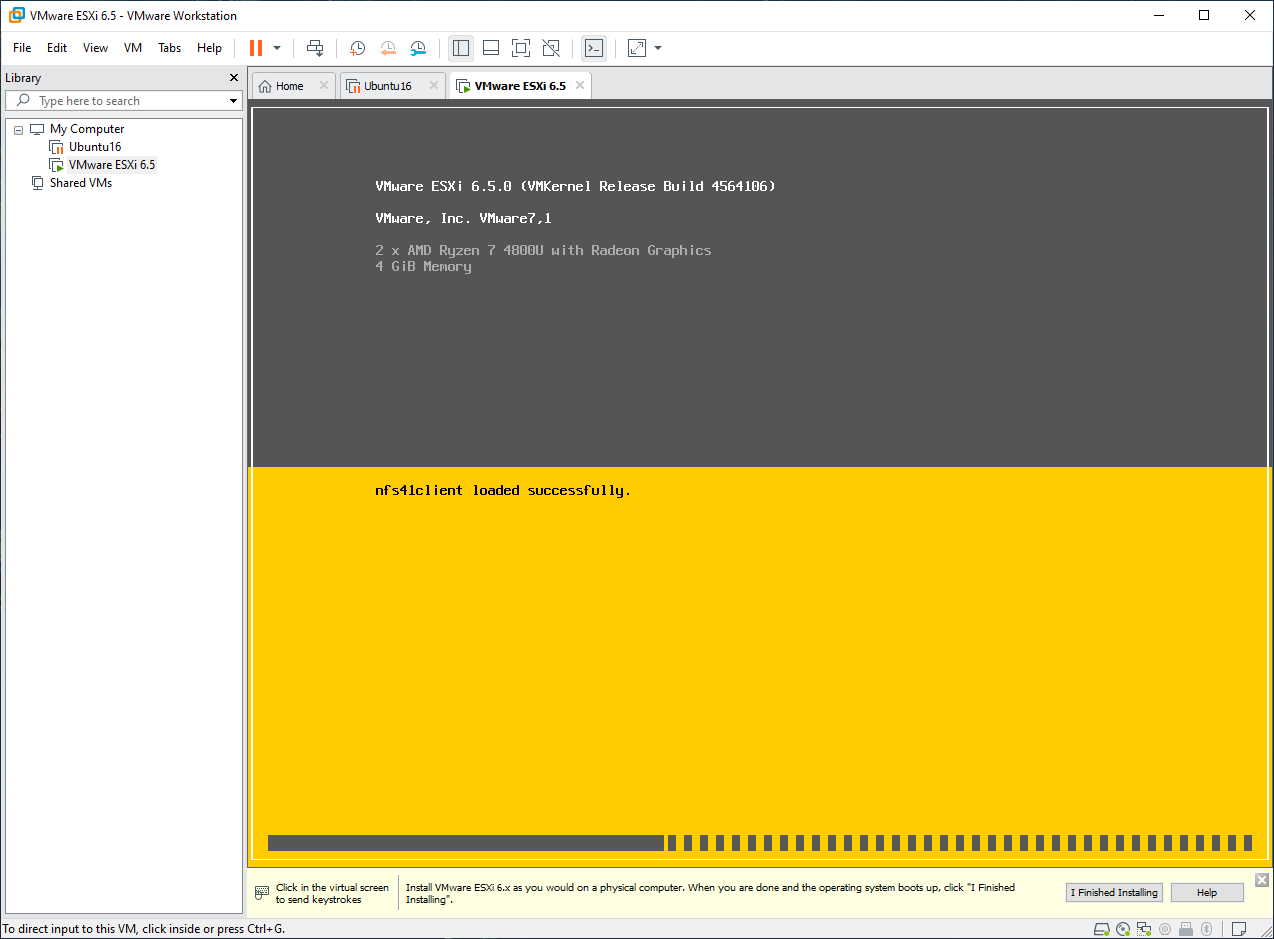 VMware ESXi 6.5 - VMware Workstation
File Edit View VM Tabs Help
Library
Type here to search
My Computer
Ubuntu16
VMware ESXi 6.5
Shared VMs
Home Ubuntu16 VMware ESXi 6.5
VMware ESXi 6.5.0 (VMKernel Release Build 4564106)
VMware, Inc. VMware7,1
2 x AMD Ryzen 7 4800U with Radeon Graphics
4 GiB Memory
nfs41client loaded successfully.
Click in the virtual screen
to send keystrokes
Install VMware ESXi 6.x as you would on a physical computer. When you are done and the operating system boots up, click "I Finished
Installing".
I Finished Installing
Help
To direct input to this VM, click inside or press Ctrl+G.